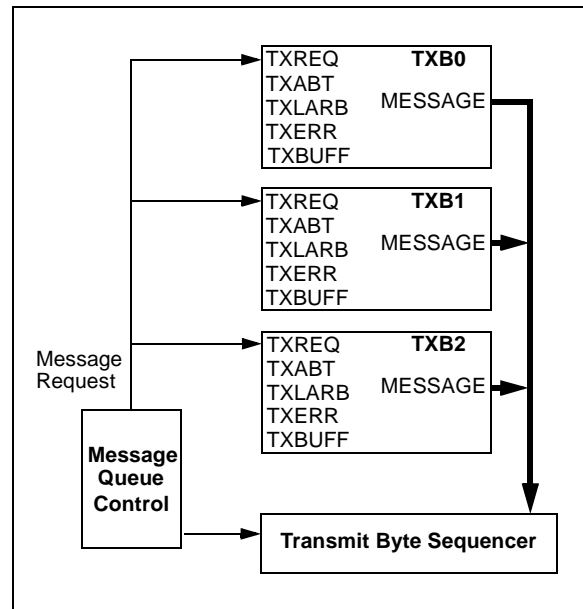 TXREQ TXB0
TXABT
TXLARB MESSAGE
TXERR
TXBUFF
TXREQ TXB1
TXABT
TXLARB MESSAGE
TXERR
TXBUFF
TXREQ TXB2
TXABT
TXLARB MESSAGE
TXERR
TXBUFF
Message
Request
Message
Queue
Control
Transmit Byte Sequencer